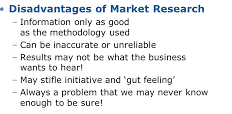 • Disadvantages of Market Research
– Information only as good
as the methodology used
– Can be inaccurate or unreliable
– Results may not be what the business
wants to hear!
– May stifle initiative and ‘gut feeling’
– Always a problem that we may never know
enough to be sure!